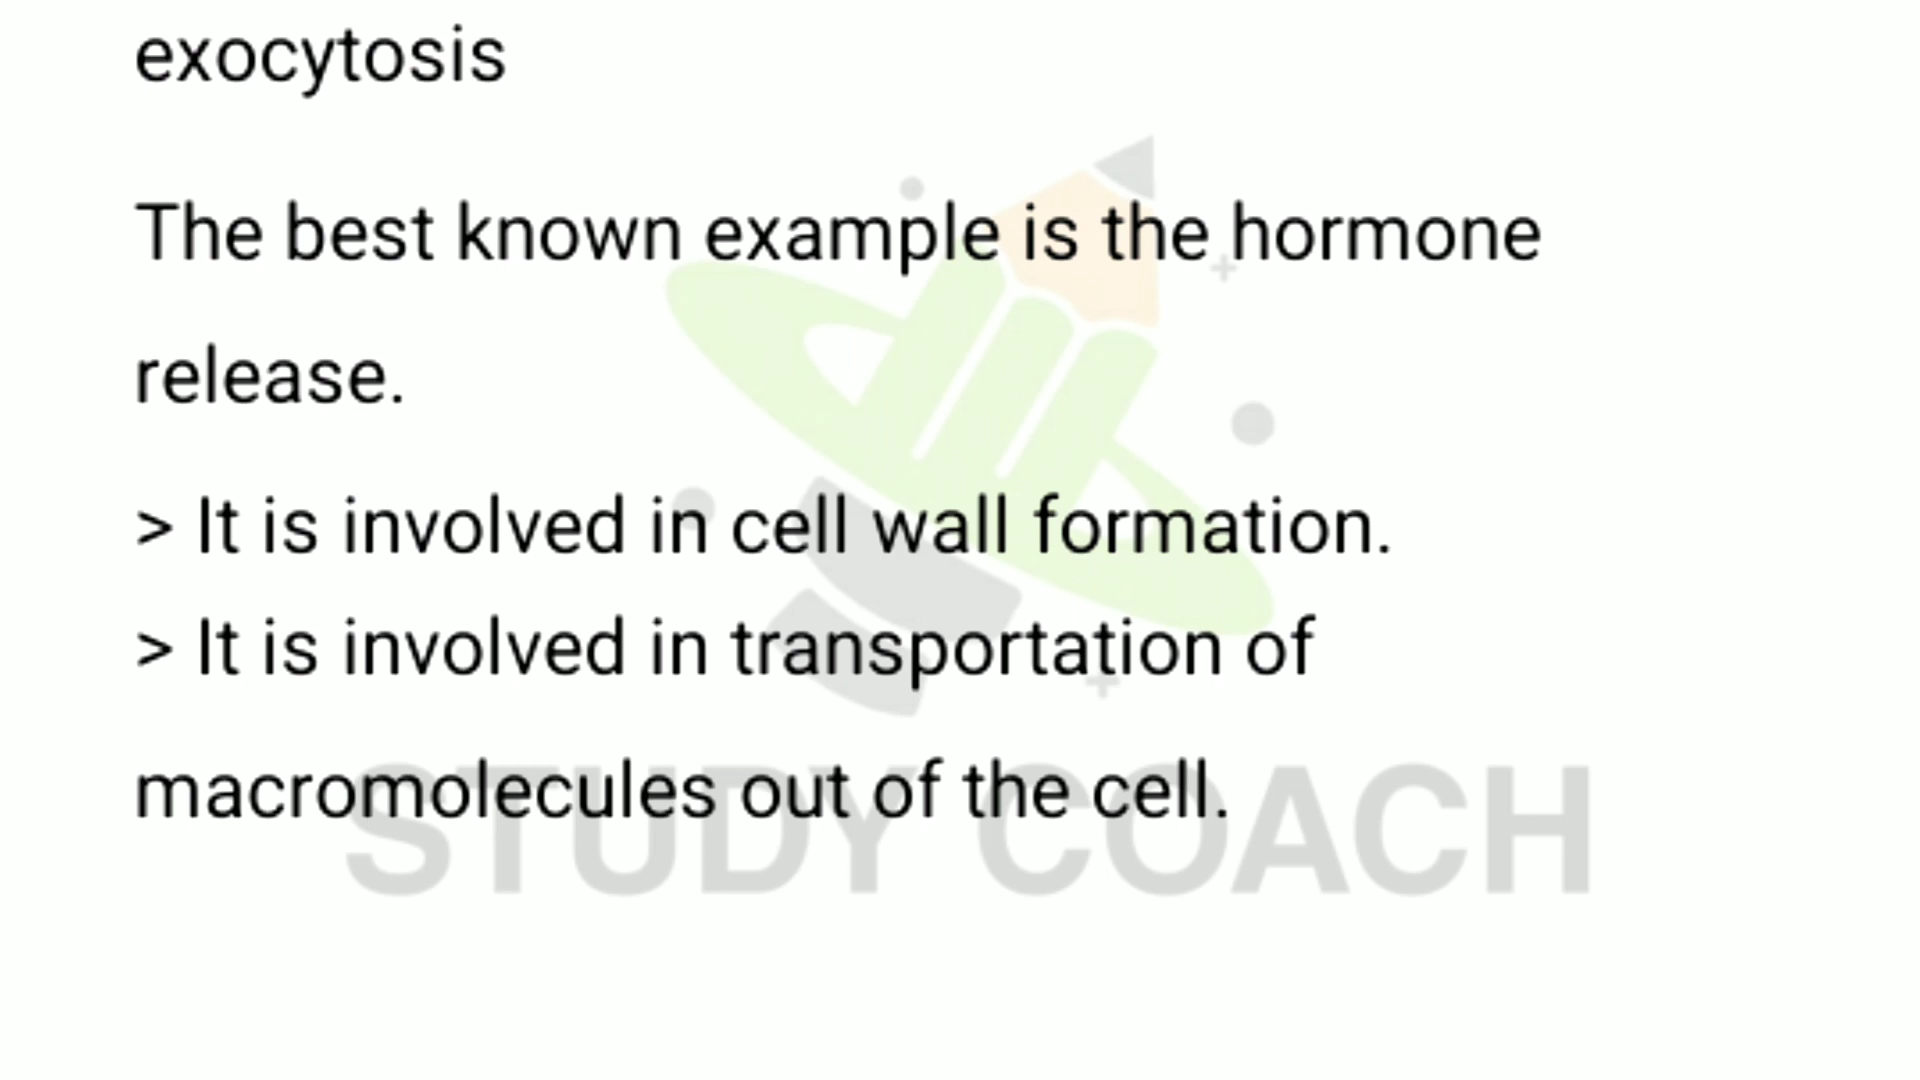 exocytosis
The best known example is the hormone
release.
> It is involved in cell wall formation.
> It is involved in transportation of
macromolecules out of the cell.
STUDY COACH